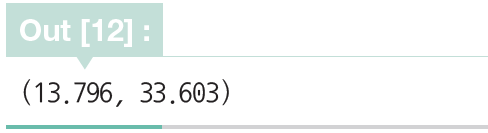 Out [12] :
(13.796, 33.603)